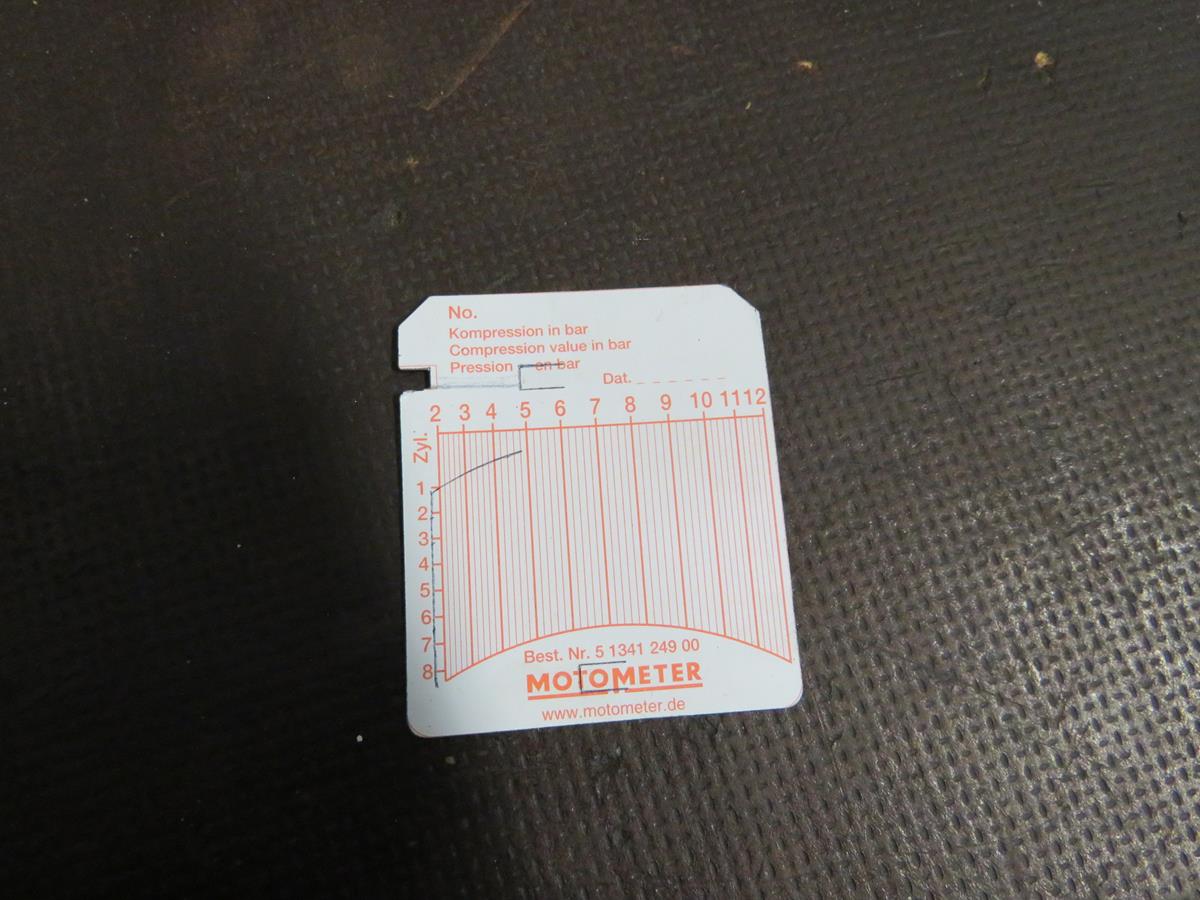 No.
Kompression in bar
Compression value in bar
Pression en bar
Dat.
2 3 4 5 6 7 8 9 10 11 12
Zyl.
1
2
3
4
5
6
7
8
Best. Nr. 5 1341 249 00
MOTOMETER
www.motometer.de